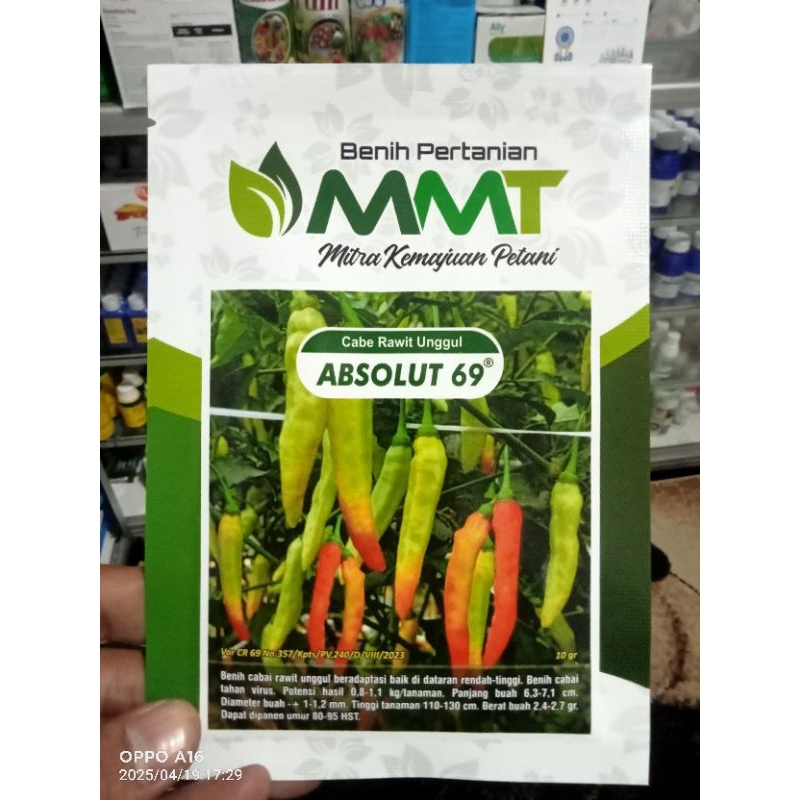 Ally
Benih Pertanian
MMT
Mitra Kemajuan Petani
Cabe Rawit Unggul
ABSOLUT 69®
Var CR 69 No.357/Kpts/PV.240/D/VIII/2023
10 gr
Benih cabai rawit unggul beradaptasi baik di dataran rendah-tinggi. Benih cabai
tahan virus. Potensi hasil 0,8-1,1 kg/tanaman. Panjang buah 6,3-7,1 cm.
Diameter buah -+ 1-1,2 mm. Tinggi tanaman 110-130 cm. Berat buah 2,4-2,7 gr.
Dapat dipanen umur 80-95 HST.
OPPO A16
2025/04/19 17:29